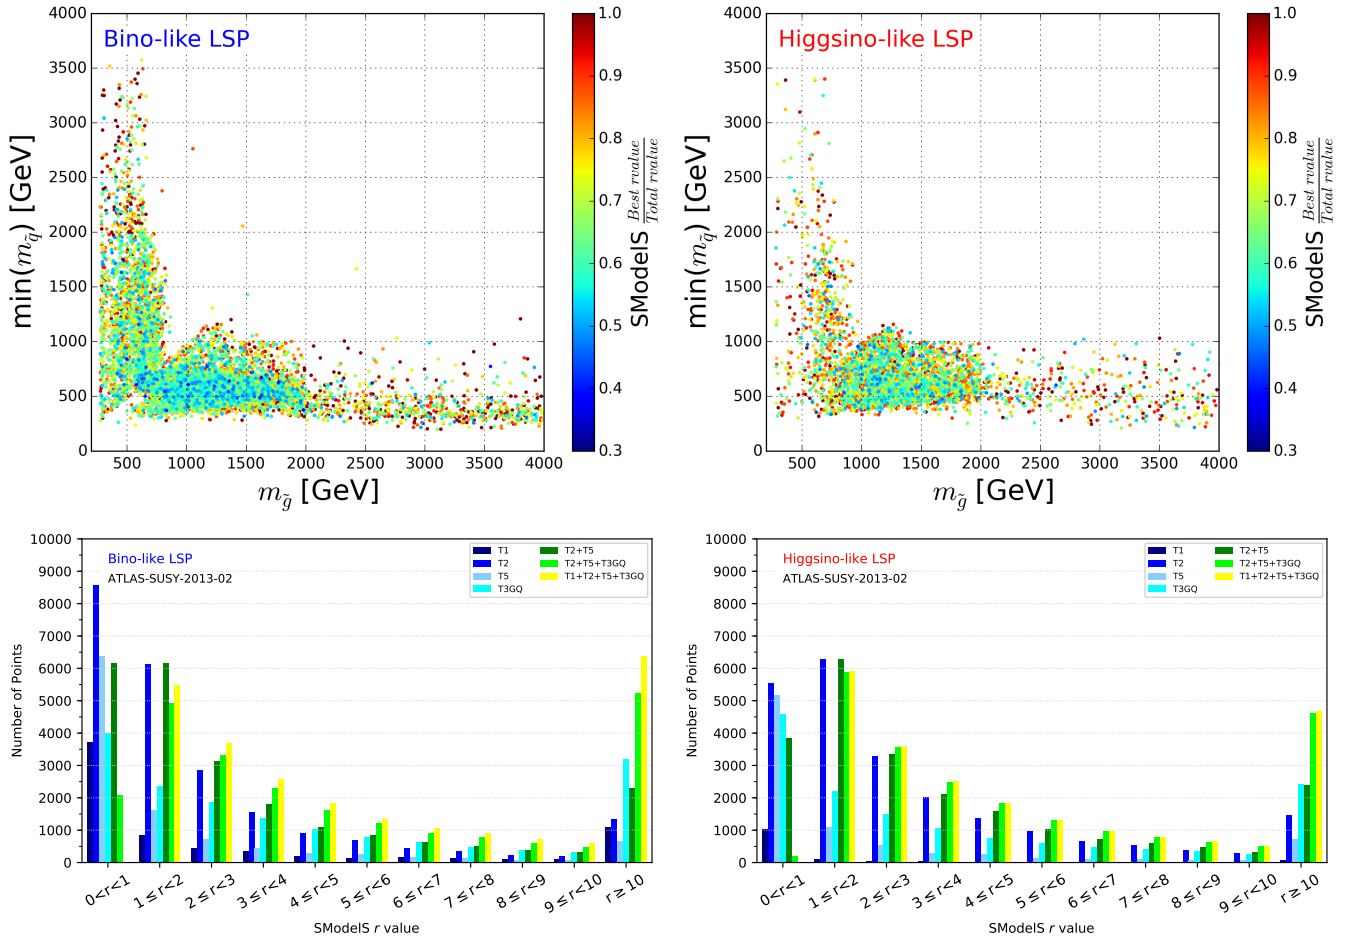 Bino-like LSP
4000
3500
3000
2500
2000
1500
1000
500
0
min(m_q̃) [GeV]
500 1000 1500 2000 2500 3000 3500 4000
m_g̃ [GeV]
1.0
0.9
0.8
0.7
0.6
0.5
0.4
0.3
SModelS Best rvalue / Total rvalue
Higgsino-like LSP
4000
3500
3000
2500
2000
1500
1000
500
0
min(m_q̃) [GeV]
500 1000 1500 2000 2500 3000 3500 4000
m_g̃ [GeV]
1.0
0.9
0.8
0.7
0.6
0.5
0.4
0.3
SModelS Best rvalue / Total rvalue
Bino-like LSP
ATLAS-SUSY-2013-02
T1
T2
T5
T3GQ
T2+T5
T2+T5+T3GQ
T1+T2+T5+T3GQ
10000
9000
8000
7000
6000
5000
4000
3000
2000
1000
0
Number of Points
0<r<1 1≤r<2 2≤r<3 3≤r<4 4≤r<5 5≤r<6 6≤r<7 7≤r<8 8≤r<9 9≤r<10 r≥10
SModelS r value
Higgsino-like LSP
ATLAS-SUSY-2013-02
T1
T2
T5
T3GQ
T2+T5
T2+T5+T3GQ
T1+T2+T5+T3GQ
10000
9000
8000
7000
6000
5000
4000
3000
2000
1000
0
Number of Points
0<r<1 1≤r<2 2≤r<3 3≤r<4 4≤r<5 5≤r<6 6≤r<7 7≤r<8 8≤r<9 9≤r<10 r≥10
SModelS r value